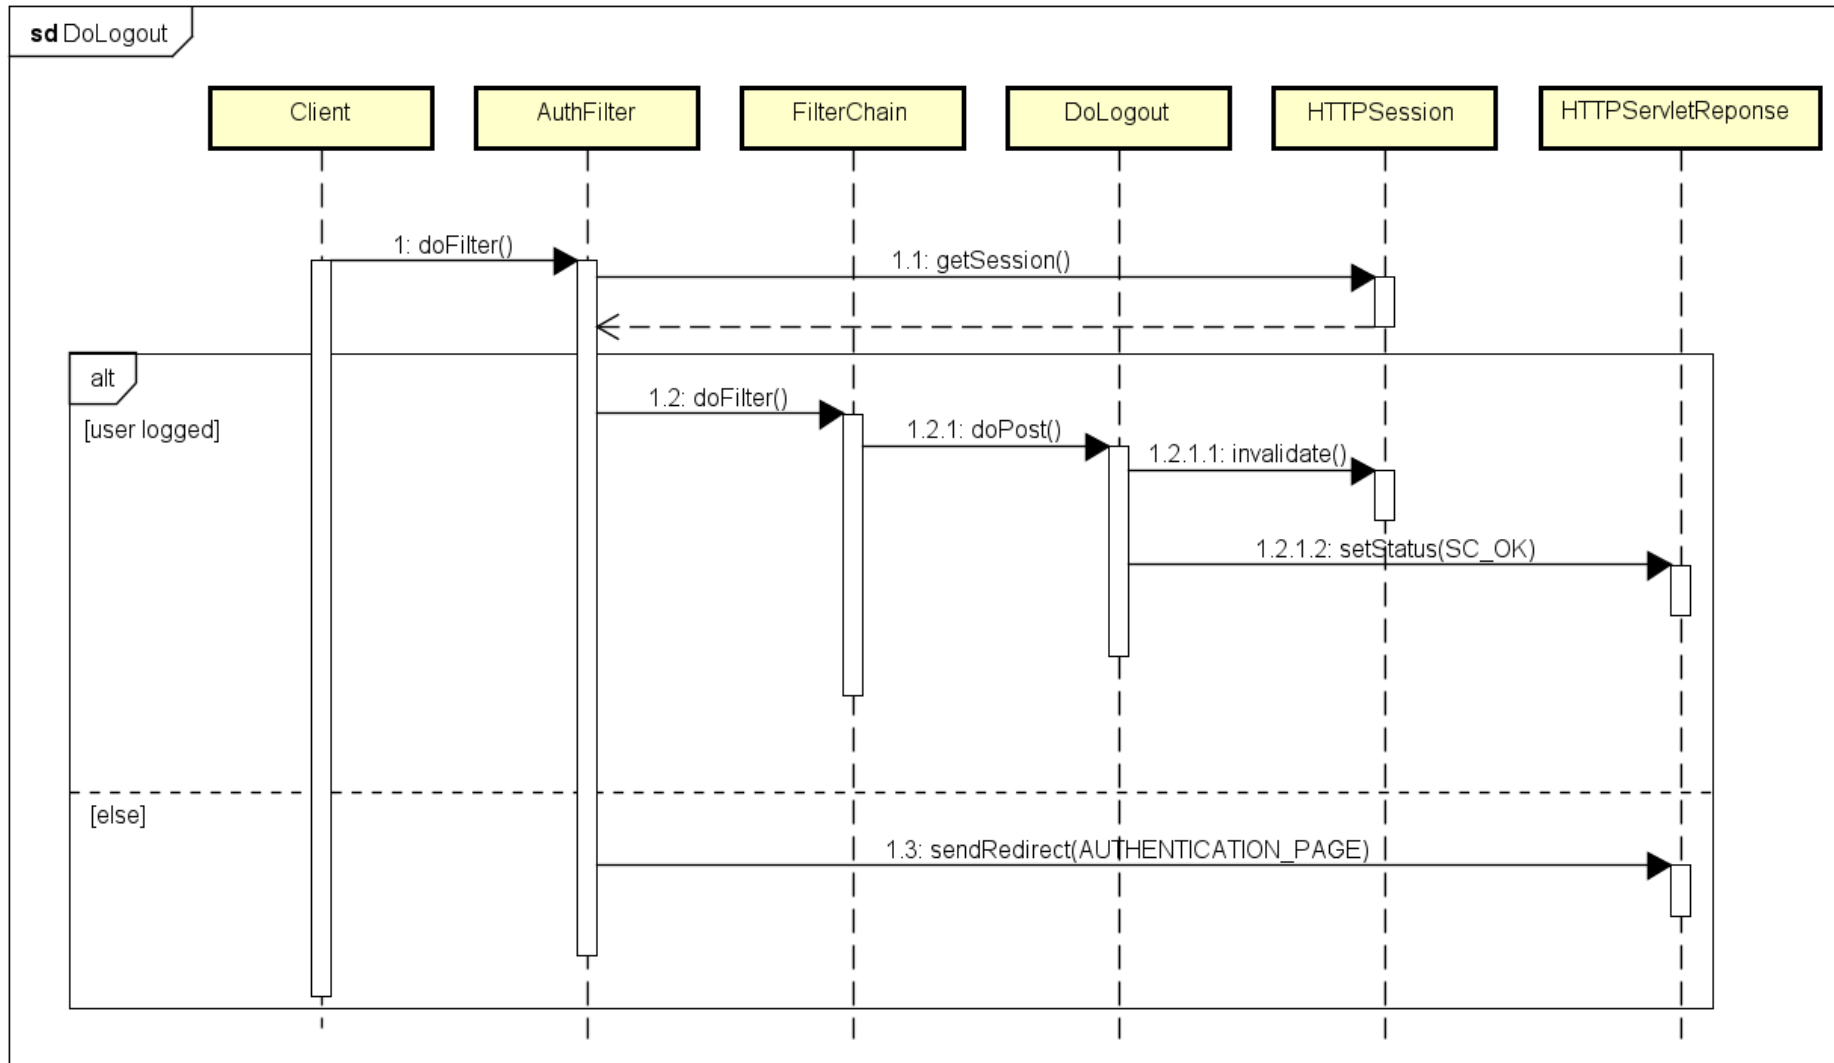 sd DoLogout
Client
AuthFilter
FilterChain
DoLogout
HTTPSession
HTTPServletReponse
1: doFilter()
1.1: getSession()
alt
[user logged]
1.2: doFilter()
1.2.1: doPost()
1.2.1.1: invalidate()
1.2.1.2: setStatus(SC_OK)
[else]
1.3: sendRedirect(AUTHENTICATION_PAGE)